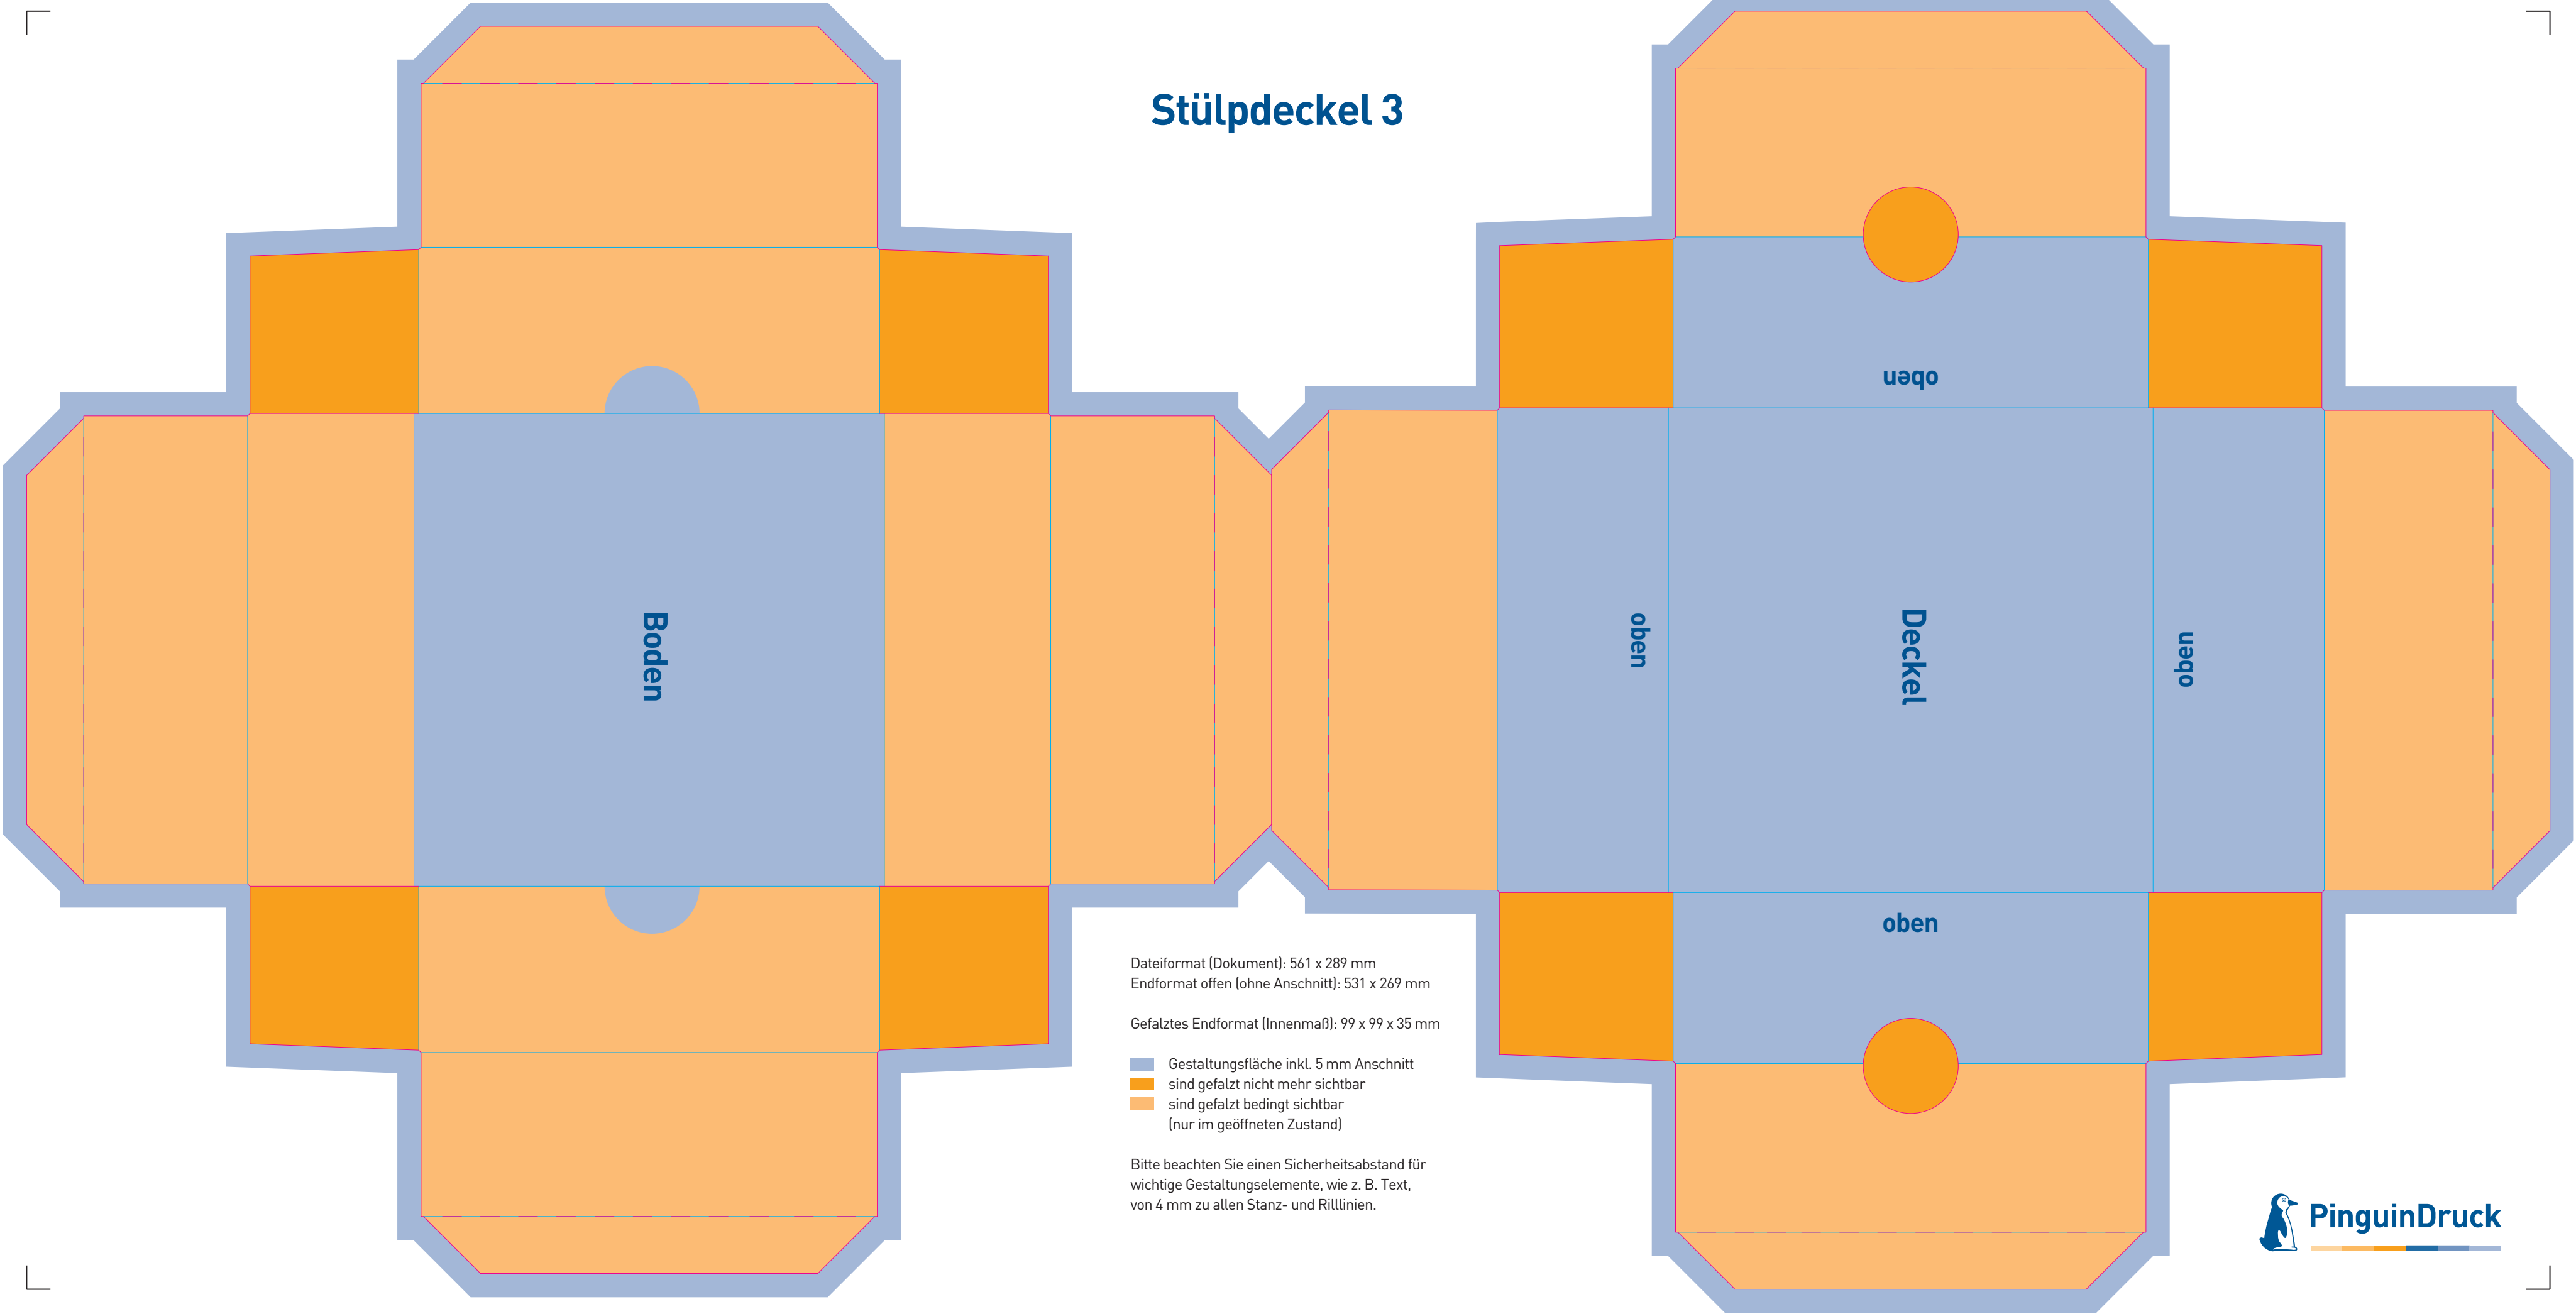 Stülpdeckel 3
oben
Boden
oben
Deckel
oben
oben
Dateiformat (Dokument): 561 x 289 mm
Endformat offen (ohne Anschnitt): 531 x 269 mm
Gefalztes Endformat (Innenmaß): 99 x 99 x 35 mm
Gestaltungsfläche inkl. 5 mm Anschnitt
sind gefalzt nicht mehr sichtbar
sind gefalzt bedingt sichtbar
(nur im geöffneten Zustand)
Bitte beachten Sie einen Sicherheitsabstand für
wichtige Gestaltungselemente, wie z. B. Text,
von 4 mm zu allen Stanz- und Rilllinien.
PinguinDruck